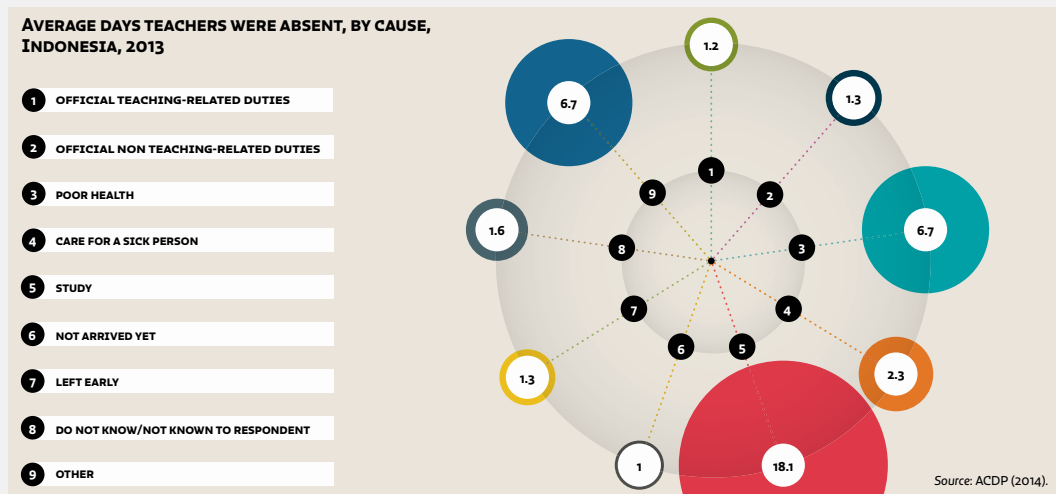 AVERAGE DAYS TEACHERS WERE ABSENT, BY CAUSE,
INDONESIA, 2013
1 OFFICIAL TEACHING-RELATED DUTIES
2 OFFICIAL NON TEACHING-RELATED DUTIES
3 POOR HEALTH
4 CARE FOR A SICK PERSON
5 STUDY
6 NOT ARRIVED YET
7 LEFT EARLY
8 DO NOT KNOW/NOT KNOWN TO RESPONDENT
9 OTHER
1.2
1.3
6.7
2.3
18.1
1
1.3
1.6
6.7
1
2
3
4
5
6
7
8
9
Source: ACDP (2014).